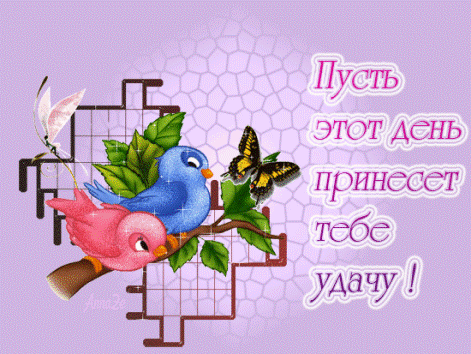 Пусть
этот день
принесет
тебе
удачу !